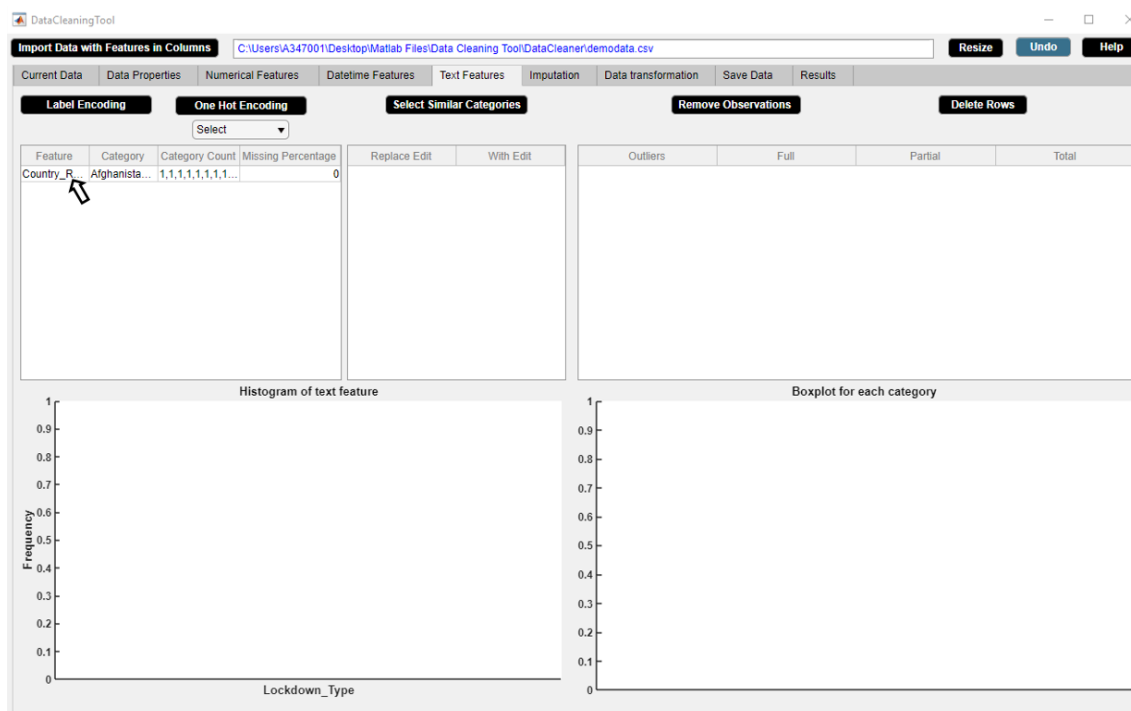 DataCleaningTool
Import Data with Features in Columns C:\Users\A347001\Desktop\Matlab Files\Data Cleaning Tool\DataCleaner\demodata.csv Resize Undo Help
Current Data Data Properties Numerical Features Datetime Features Text Features Imputation Data transformation Save Data Results
Label Encoding One Hot Encoding Select Similar Categories Remove Observations Delete Rows
Select
Feature Category Category Count Missing Percentage Replace Edit With Edit Outliers Full Partial Total
Country_R... Afghanista... 1,1,1,1,1,1,1,1... 0
Histogram of text feature Boxplot for each category
1 1
0.9 0.9
0.8 0.8
0.7 0.7
0.6 0.6
0.5 0.5
0.4 0.4
0.3 0.3
0.2 0.2
0.1 0.1
0 0
Frequency
Lockdown_Type